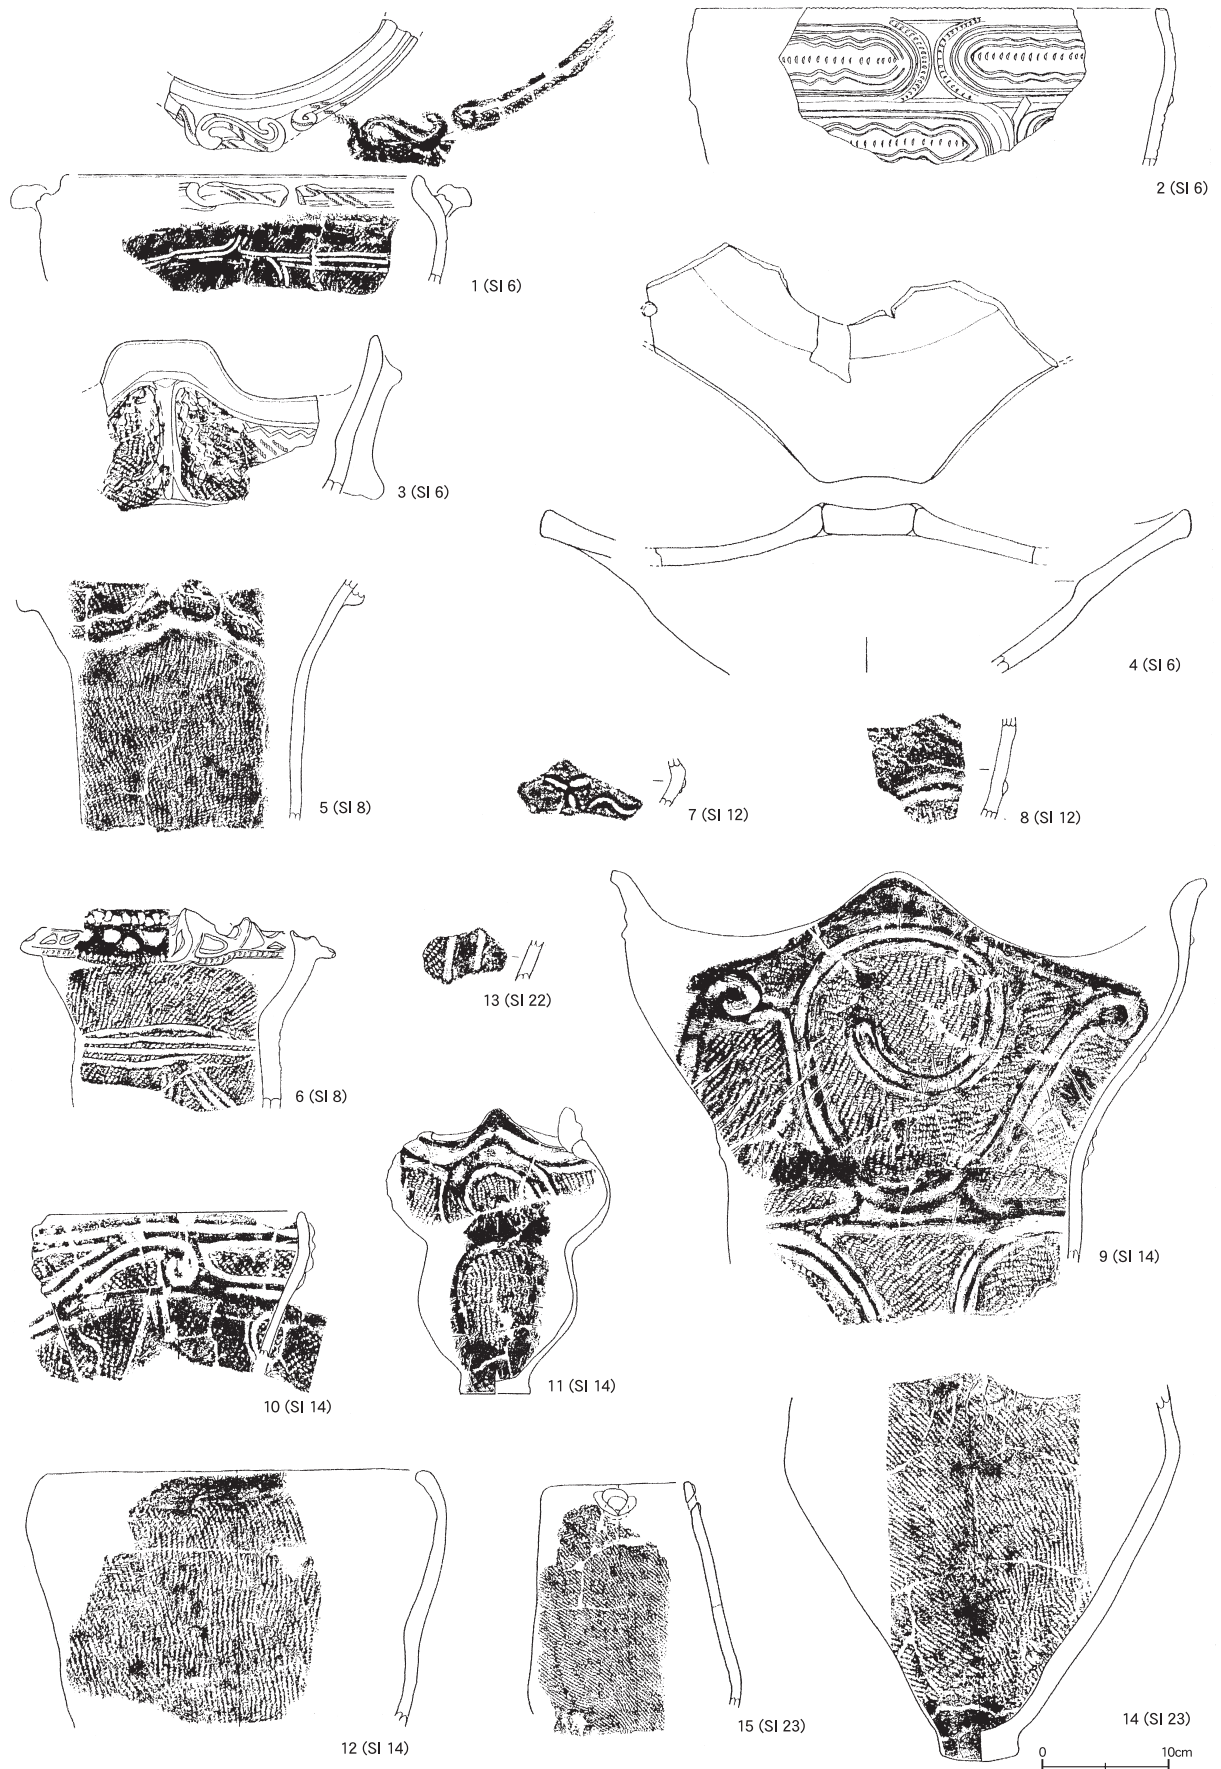 2 (SI 6)
1 (SI 6)
3 (SI 6)
4 (SI 6)
5 (SI 8)
7 (SI 12)
8 (SI 12)
13 (SI 22)
6 (SI 8)
9 (SI 14)
11 (SI 14)
10 (SI 14)
15 (SI 23)
14 (SI 23)
12 (SI 14)
0 10cm